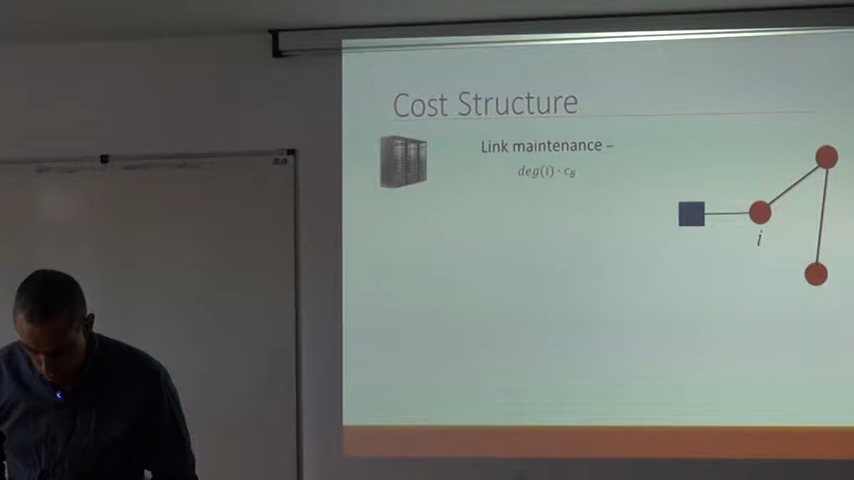 Cost Structure
Link maintenance –
deg(i) · c_B
i